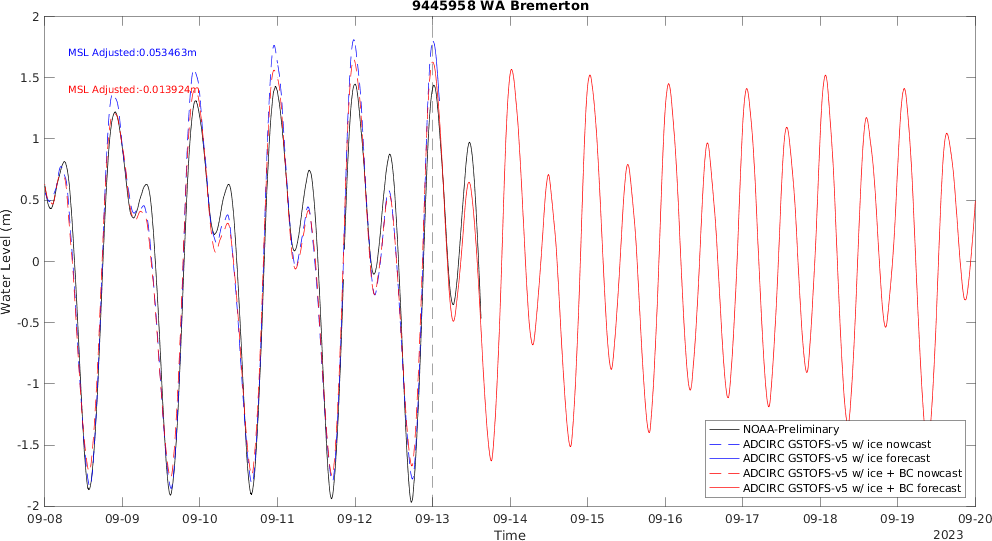 9445958 WA Bremerton
MSL Adjusted:0.053463m
MSL Adjusted:-0.013924m
Water Level (m)
2
1.5
1
0.5
0
-0.5
-1
-1.5
-2
NOAA-Preliminary
ADCIRC GSTOFS-v5 w/ ice nowcast
ADCIRC GSTOFS-v5 w/ ice forecast
ADCIRC GSTOFS-v5 w/ ice + BC nowcast
ADCIRC GSTOFS-v5 w/ ice + BC forecast
09-08 09-09 09-10 09-11 09-12 09-13 09-14 09-15 09-16 09-17 09-18 09-19 09-20
Time
2023